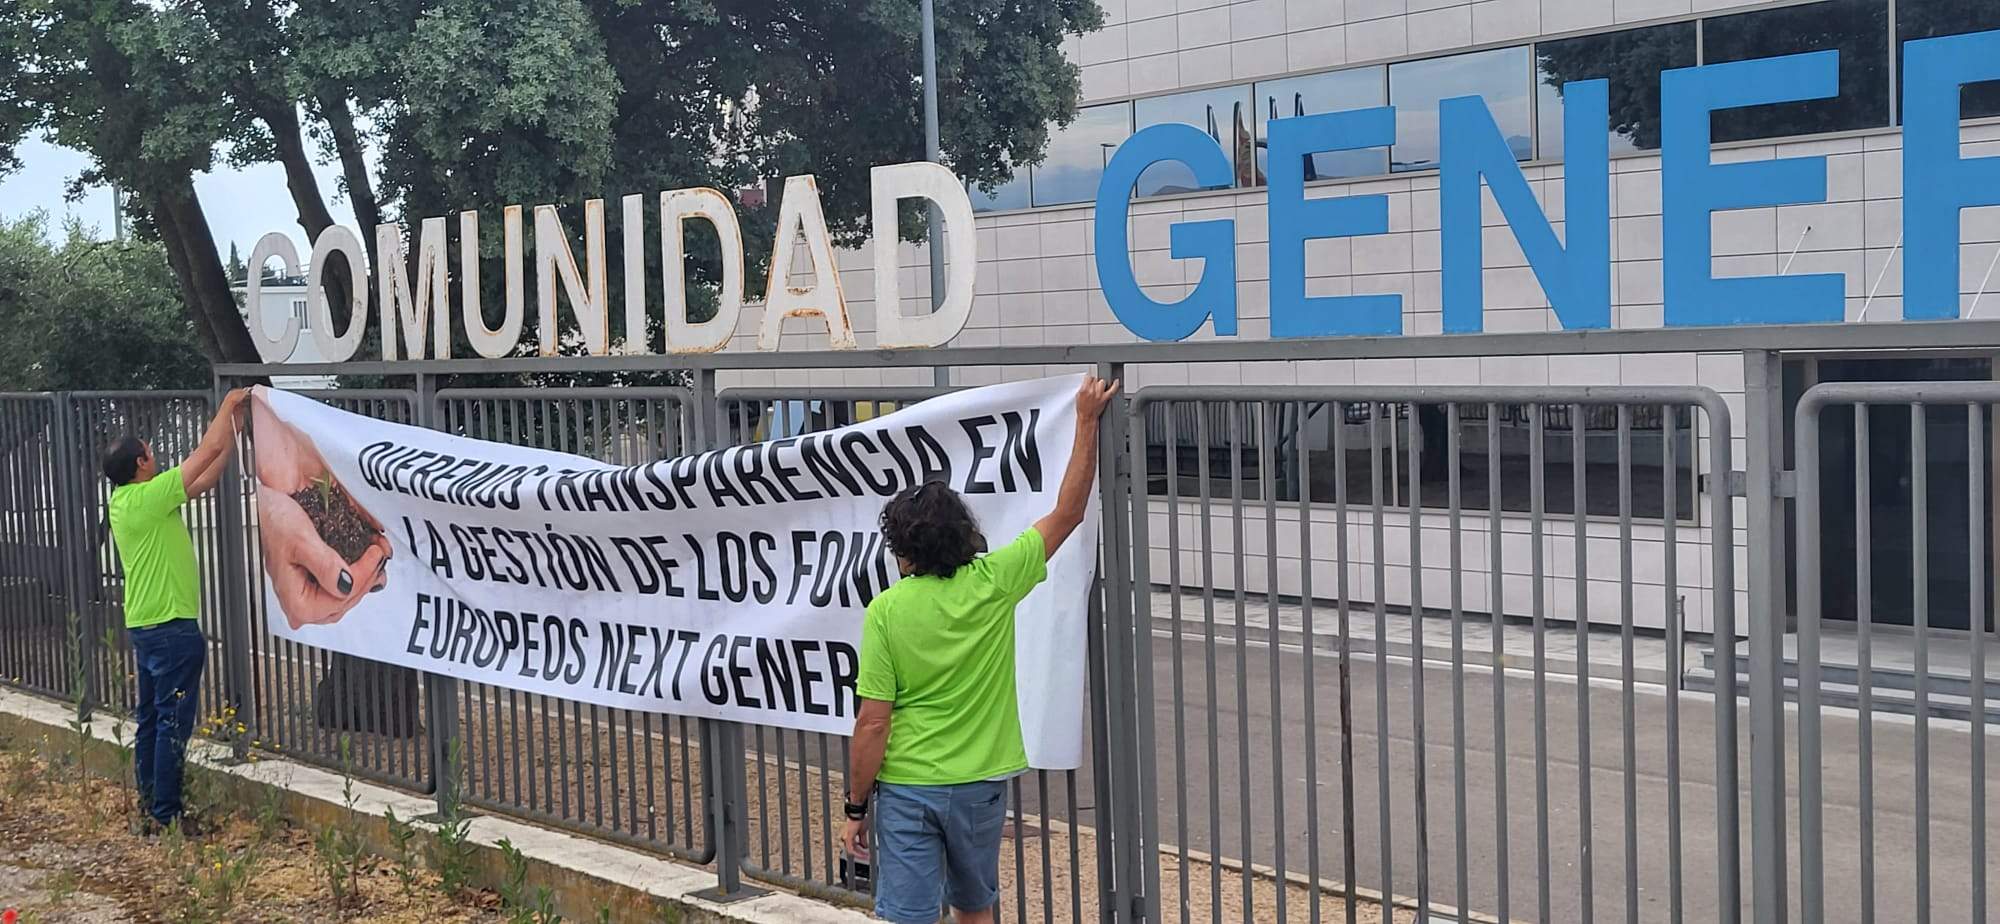 COMUNIDAD GENER
QUEREMOS TRANSPARENCIA EN
LA GESTIÓN DE LOS FON
EUROPEOS NEXT GENER